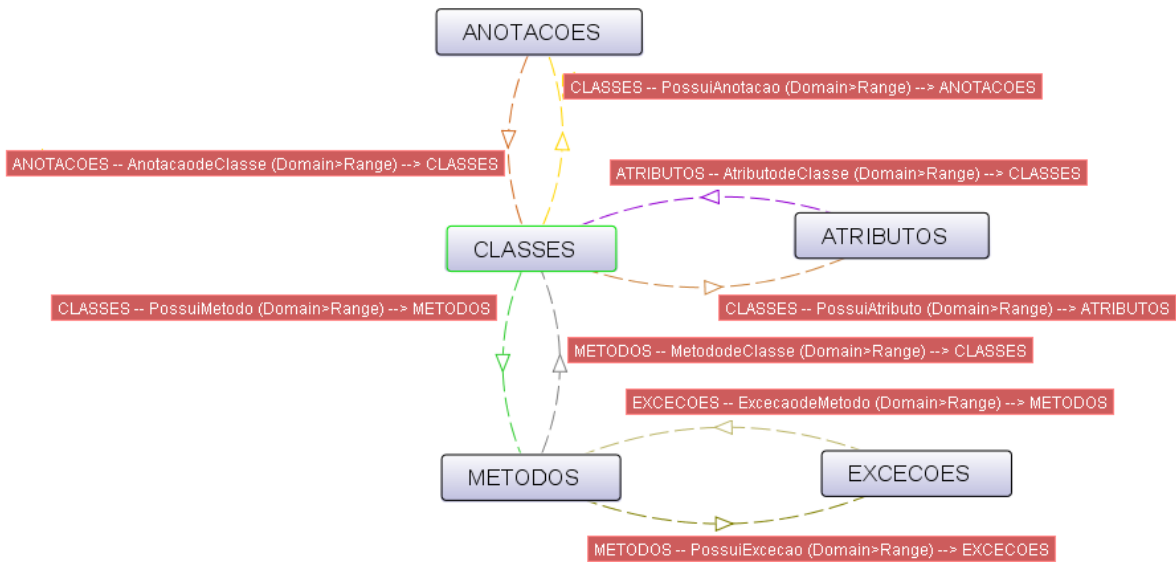 ANOTACOES
CLASSES -- PossuiAnotacao (Domain>Range) --> ANOTACOES
ANOTACOES -- AnotacaodeClasse (Domain>Range) --> CLASSES
ATRIBUTOS -- AtributodeClasse (Domain>Range) --> CLASSES
CLASSES
ATRIBUTOS
CLASSES -- PossuiMetodo (Domain>Range) --> METODOS
CLASSES -- PossuiAtributo (Domain>Range) --> ATRIBUTOS
METODOS -- MetododeClasse (Domain>Range) --> CLASSES
EXCECOES -- ExcecaodeMetodo (Domain>Range) --> METODOS
METODOS
EXCECOES
METODOS -- PossuiExcecao (Domain>Range) --> EXCECOES